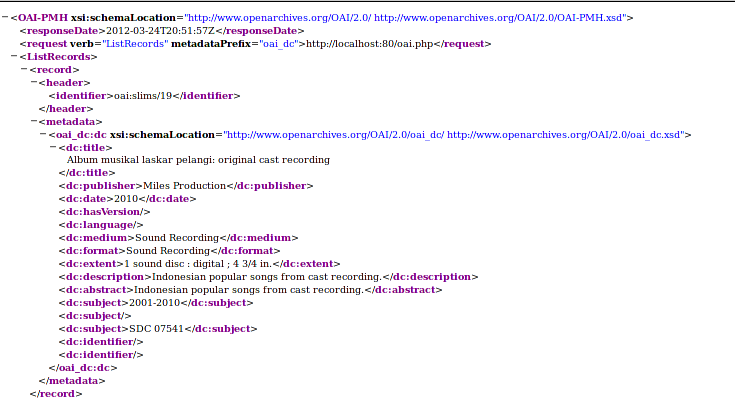 −<OAI-PMH xsi:schemaLocation="http://www.openarchives.org/OAI/2.0/ http://www.openarchives.org/OAI/2.0/OAI-PMH.xsd">
<responseDate>2012-03-24T20:51:57Z</responseDate>
<request verb="ListRecords" metadataPrefix="oai_dc">http://localhost:80/oai.php</request>
−<ListRecords>
−<record>
−<header>
<identifier>oai:slims/19</identifier>
</header>
−<metadata>
−<oai_dc:dc xsi:schemaLocation="http://www.openarchives.org/OAI/2.0/oai_dc/ http://www.openarchives.org/OAI/2.0/oai_dc.xsd">
−<dc:title>
Album musikal laskar pelangi: original cast recording
</dc:title>
<dc:publisher>Miles Production</dc:publisher>
<dc:date>2010</dc:date>
<dc:hasVersion/>
<dc:language/>
<dc:medium>Sound Recording</dc:medium>
<dc:format>Sound Recording</dc:format>
<dc:extent>1 sound disc : digital ; 4 3/4 in.</dc:extent>
<dc:description>Indonesian popular songs from cast recording.</dc:description>
<dc:abstract>Indonesian popular songs from cast recording.</dc:abstract>
<dc:subject>2001-2010</dc:subject>
<dc:subject/>
<dc:subject>SDC 07541</dc:subject>
<dc:identifier/>
<dc:identifier/>
</oai_dc:dc>
</metadata>
</record>